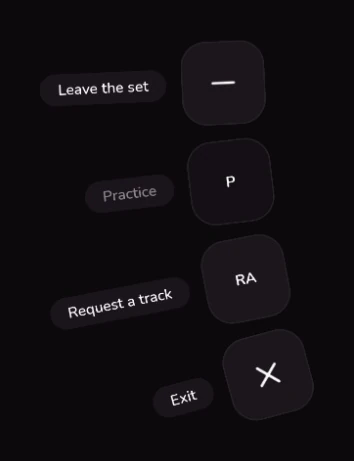 Leave the set
Practice
P
Request a track
RA
Exit